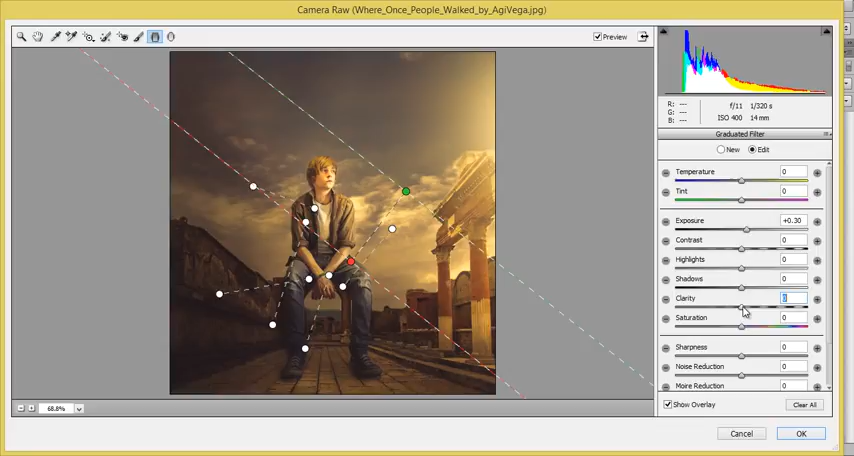 Camera Raw (Where_Once_People_Walked_by_AgiVega.jpg)
Preview
R: ---
G: ---
B: ---
f/11 1/320 s
ISO 400 14 mm
Graduated Filter
New Edit
Temperature 0
Tint 0
Exposure +0.30
Contrast 0
Highlights 0
Shadows 0
Clarity 0
Saturation 0
Sharpness 0
Noise Reduction 0
Moire Reduction 0
Show Overlay Clear All
68.8%
Cancel OK